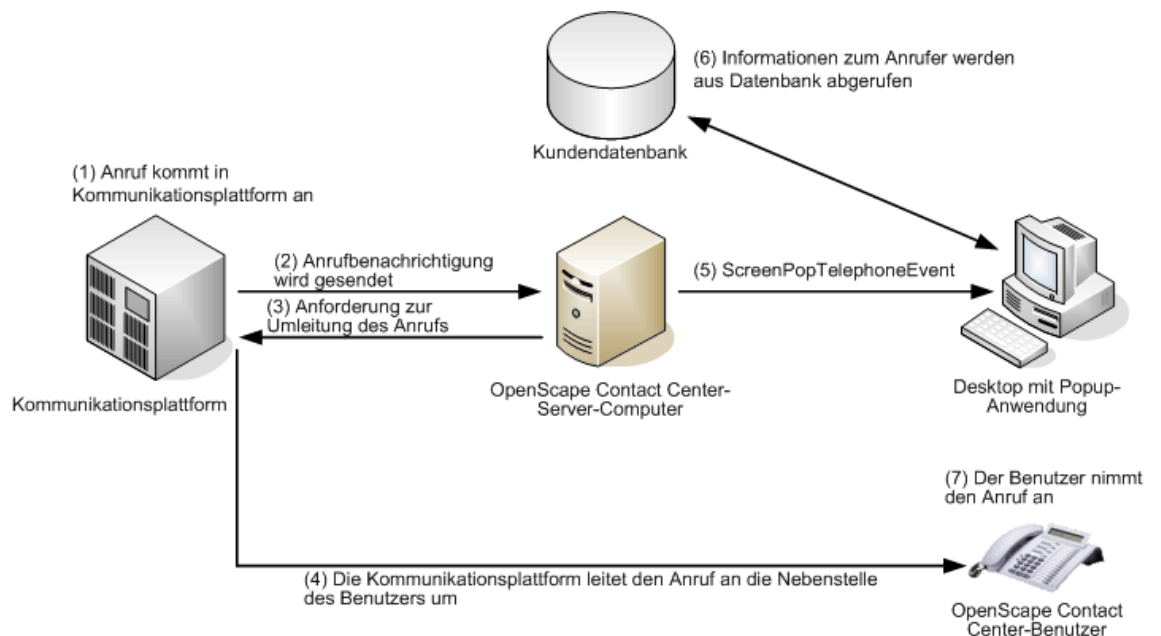 (6) Informationen zum Anrufer werden
aus Datenbank abgerufen
Kundendatenbank
(1) Anruf kommt in
Kommunikationsplattform an
(2) Anrufbenachrichtigung
wird gesendet
(3) Anforderung zur
Umleitung des Anrufs
(5) ScreenPopTelephoneEvent
Kommunikationsplattform
OpenScape Contact Center-
Server-Computer
Desktop mit Popup-
Anwendung
(7) Der Benutzer nimmt
den Anruf an
(4) Die Kommunikationsplattform leitet den Anruf an die Nebenstelle
des Benutzers um
OpenScape Contact
Center-Benutzer